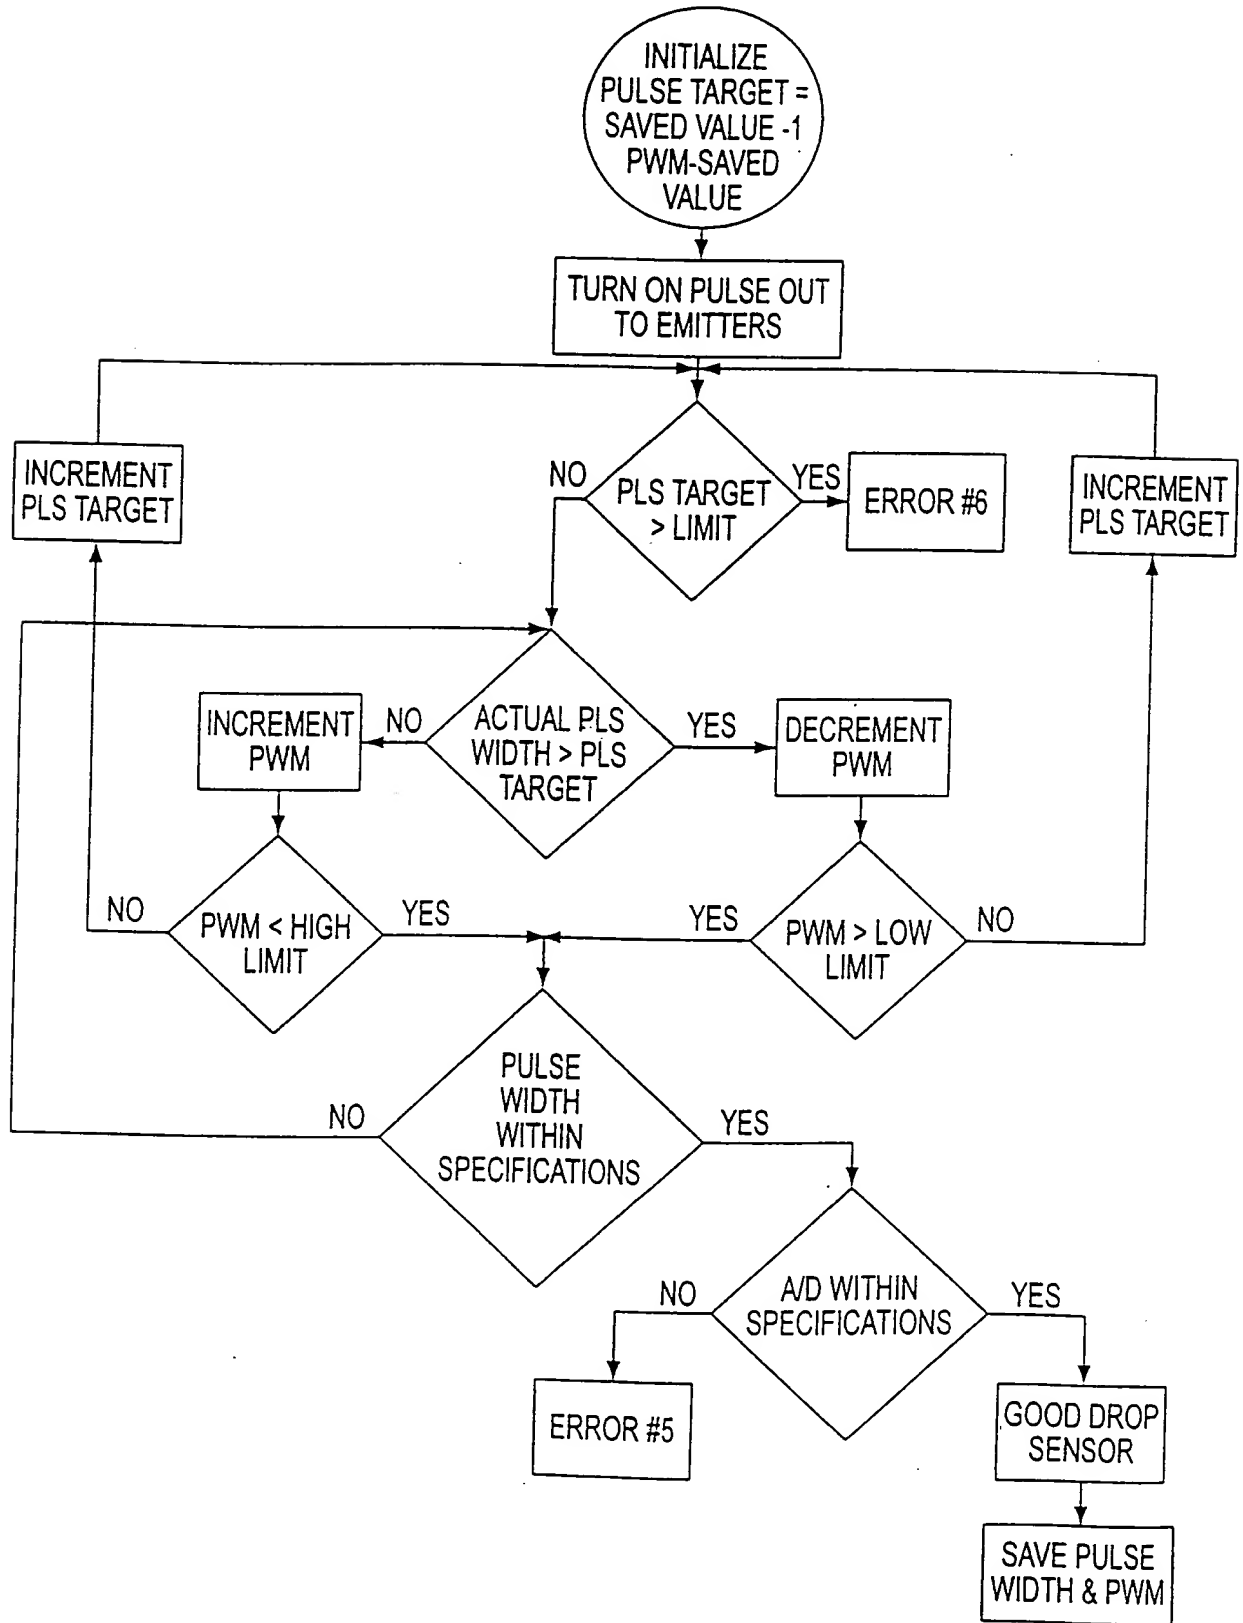 INITIALIZE
PULSE TARGET =
SAVED VALUE -1
PWM-SAVED
VALUE
TURN ON PULSE OUT
TO EMITTERS
INCREMENT
PLS TARGET
NO
PLS TARGET
> LIMIT
YES
ERROR #6
INCREMENT
PLS TARGET
INCREMENT
PWM
NO
ACTUAL PLS
WIDTH > PLS
TARGET
YES
DECREMENT
PWM
NO
PWM < HIGH
LIMIT
YES
YES
PWM > LOW
LIMIT
NO
NO
PULSE
WIDTH
WITHIN
SPECIFICATIONS
YES
NO
A/D WITHIN
SPECIFICATIONS
YES
ERROR #5
GOOD DROP
SENSOR
SAVE PULSE
WIDTH & PWM